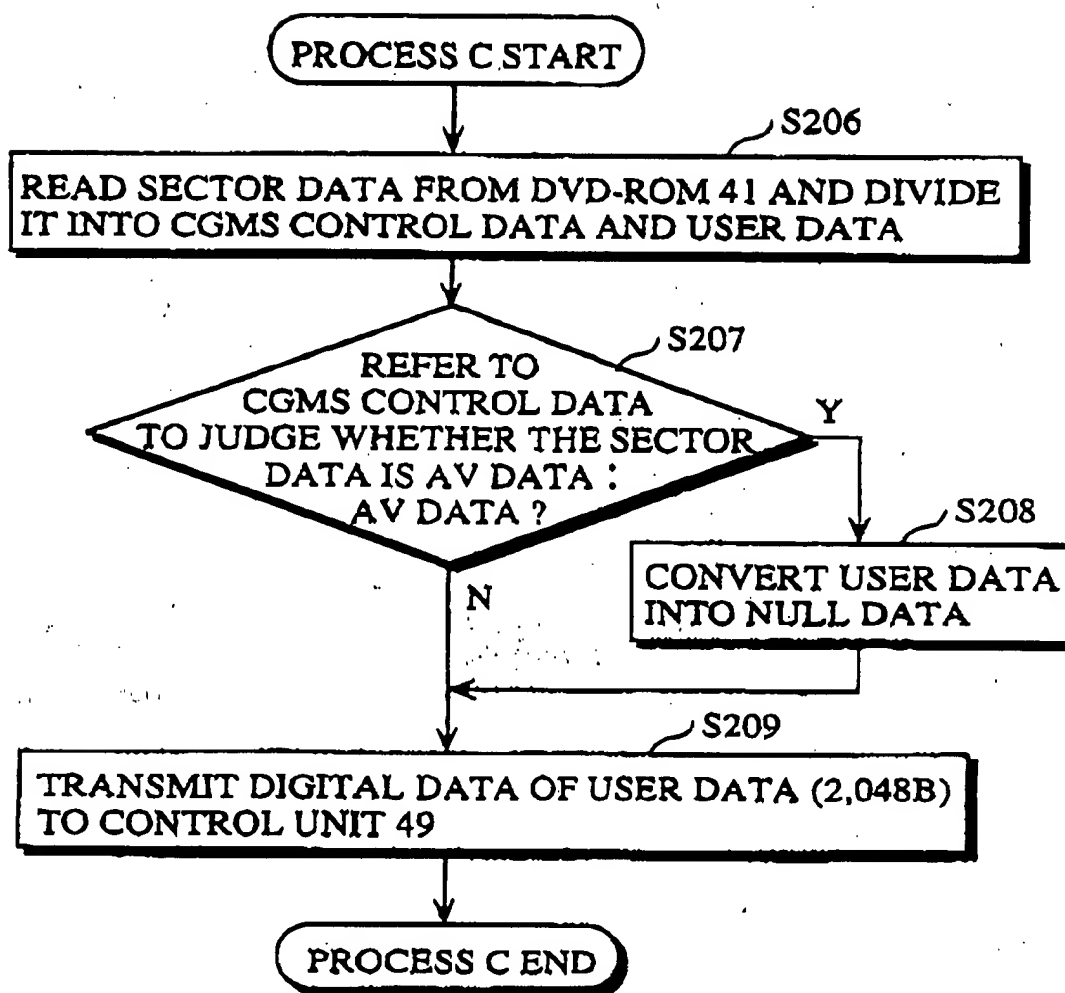 PROCESS C START
S206
READ SECTOR DATA FROM DVD-ROM 41 AND DIVIDE
IT INTO CGMS CONTROL DATA AND USER DATA
S207
REFER TO
CGMS CONTROL DATA
TO JUDGE WHETHER THE SECTOR
DATA IS AV DATA :
AV DATA ?
Y
N
S208
CONVERT USER DATA
INTO NULL DATA
S209
TRANSMIT DIGITAL DATA OF USER DATA (2,048B)
TO CONTROL UNIT 49
PROCESS C END